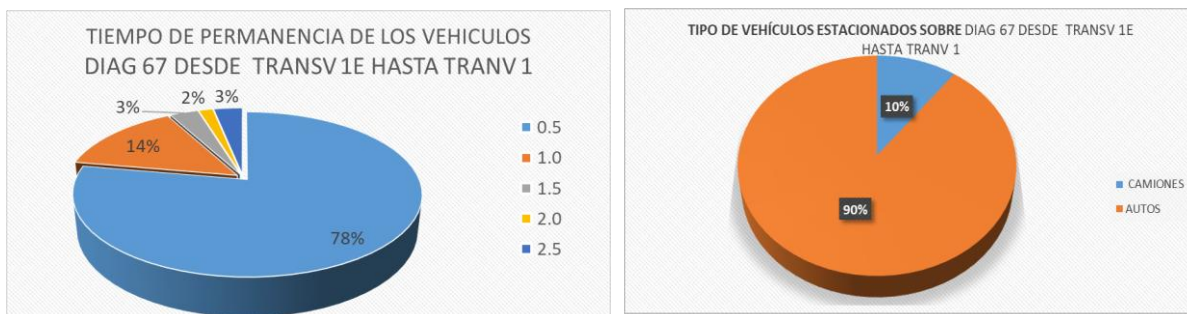 TIEMPO DE PERMANENCIA DE LOS VEHICULOS
DIAG 67 DESDE TRANSV 1E HASTA TRANV 1
3%
2%
3%
14%
78%
0.5
1.0
1.5
2.0
2.5
TIPO DE VEHÍCULOS ESTACIONADOS SOBRE DIAG 67 DESDE TRANSV 1E
HASTA TRANV 1
10%
90%
CAMIONES
AUTOS